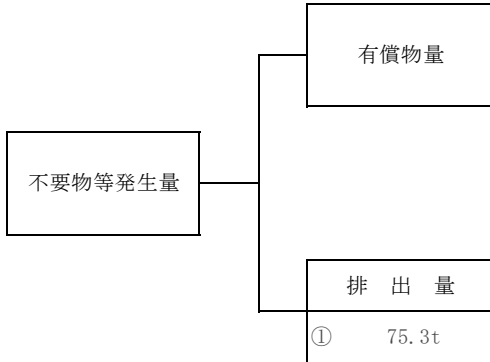 有償物量
不要物等発生量
排 出 量
① 75.3t